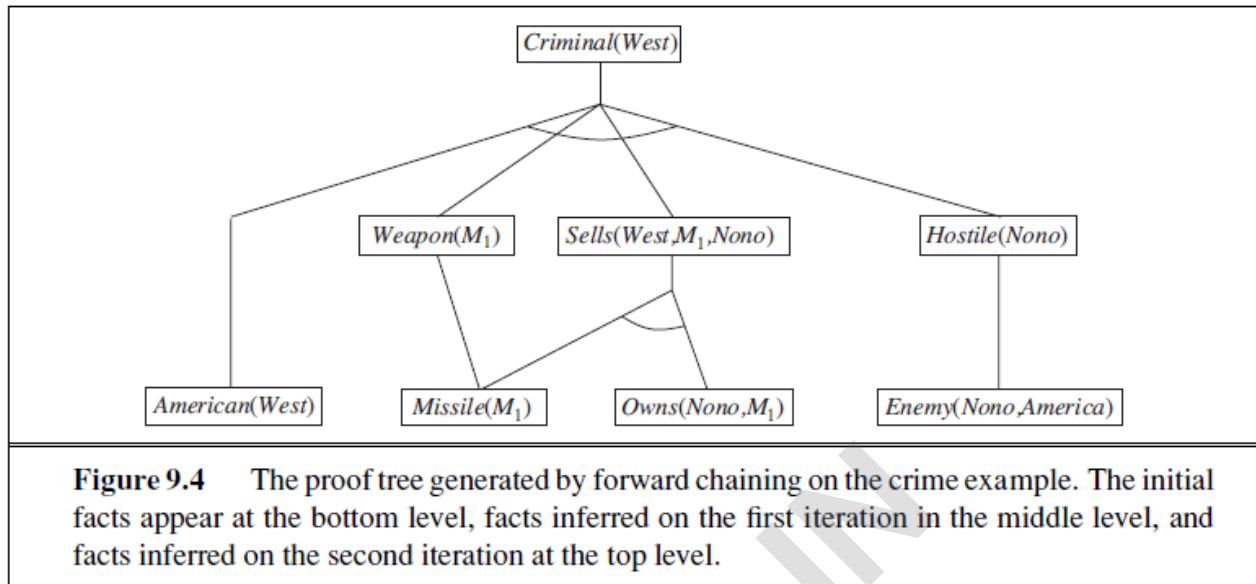 Criminal(West)
Weapon(M₁) Sells(West,M₁,Nono) Hostile(Nono)
American(West) Missile(M₁) Owns(Nono,M₁) Enemy(Nono,America)
Figure 9.4 The proof tree generated by forward chaining on the crime example. The initial
facts appear at the bottom level, facts inferred on the first iteration in the middle level, and
facts inferred on the second iteration at the top level.
IN